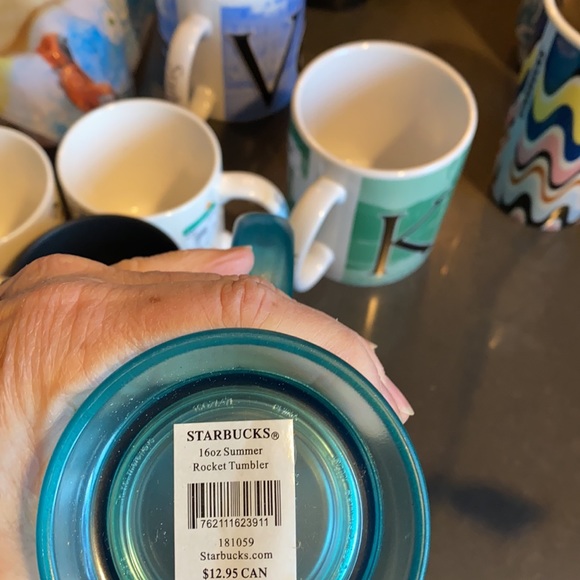 V
K
STARBUCKS®
16oz Summer
Rocket Tumbler
762111623911
181059
Starbucks.com
$12.95 CAN